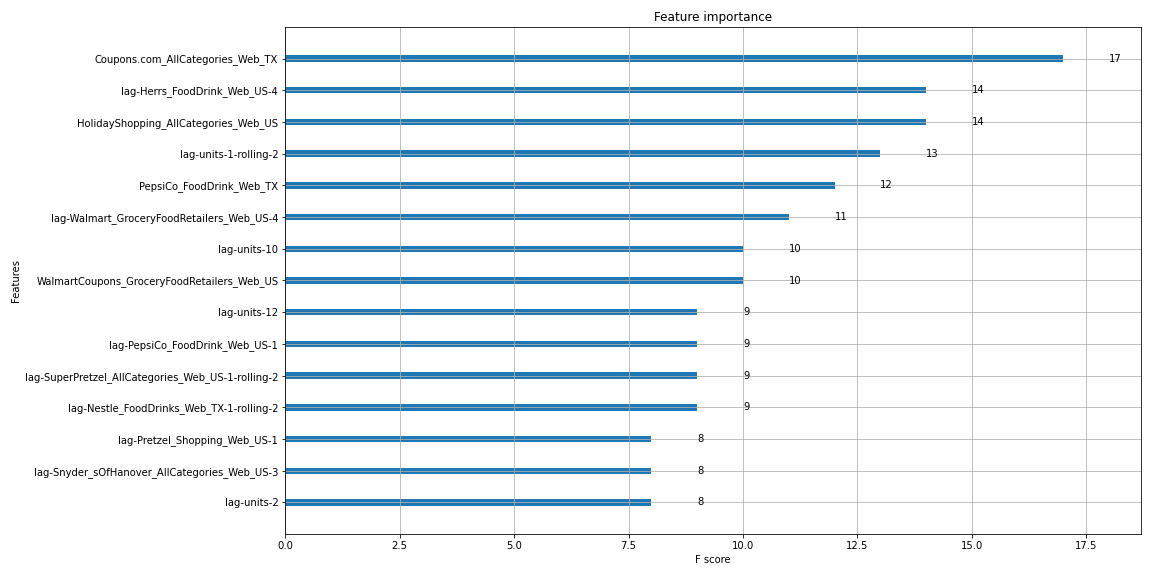 Feature importance
Coupons.com_AllCategories_Web_TX 17
lag-Herrs_FoodDrink_Web_US-4 14
HolidayShopping_AllCategories_Web_US 14
lag-units-1-rolling-2 13
PepsiCo_FoodDrink_Web_TX 12
lag-Walmart_GroceryFoodRetailers_Web_US-4 11
lag-units-10 10
WalmartCoupons_GroceryFoodRetailers_Web_US 10
lag-units-12 9
lag-PepsiCo_FoodDrink_Web_US-1 9
lag-SuperPretzel_AllCategories_Web_US-1-rolling-2 9
lag-Nestle_FoodDrinks_Web_TX-1-rolling-2 9
lag-Pretzel_Shopping_Web_US-1 8
lag-Snyder_sOfHanover_AllCategories_Web_US-3 8
lag-units-2 8
Features
0.0 2.5 5.0 7.5 10.0 12.5 15.0 17.5
F score